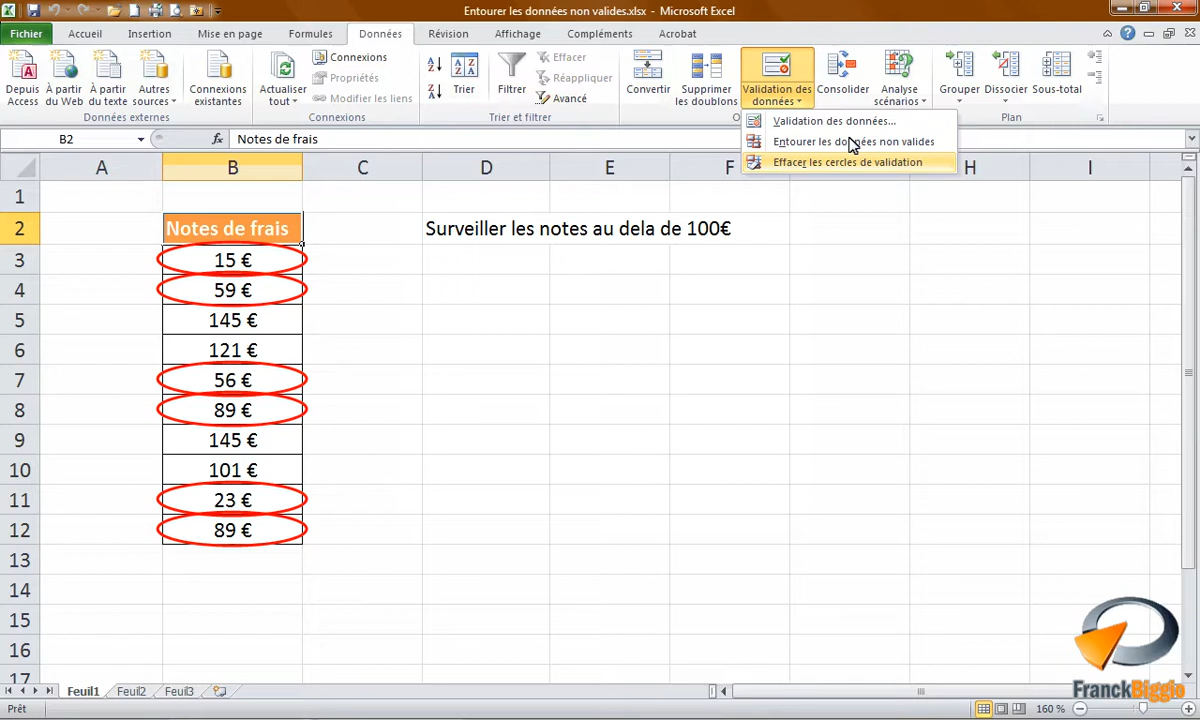 Entourer les données non valides.xlsx - Microsoft Excel
Fichier Accueil Insertion Mise en page Formules Données Révision Affichage Compléments Acrobat
Depuis Access
À partir du Web
À partir du texte
Autres sources
Connexions existantes
Données externes
Actualiser tout
Connexions
Propriétés
Modifier les liens
Connexions
Trier
Filtrer
Effacer
Réappliquer
Avancé
Trier et filtrer
Convertir
Supprimer les doublons
Validation des données
Consolider
Analyse scénarios
Grouper
Dissocier
Sous-total
Plan
Validation des données...
Entourer les données non valides
Effacer les cercles de validation
B2 fx Notes de frais
A B C D E F H I
1
2 Notes de frais Surveiller les notes au dela de 100€
3 15 €
4 59 €
5 145 €
6 121 €
7 56 €
8 89 €
9 145 €
10 101 €
11 23 €
12 89 €
13
14
15
16
17
FranckBiggio
Feuil1 Feuil2 Feuil3
Prêt 160 %